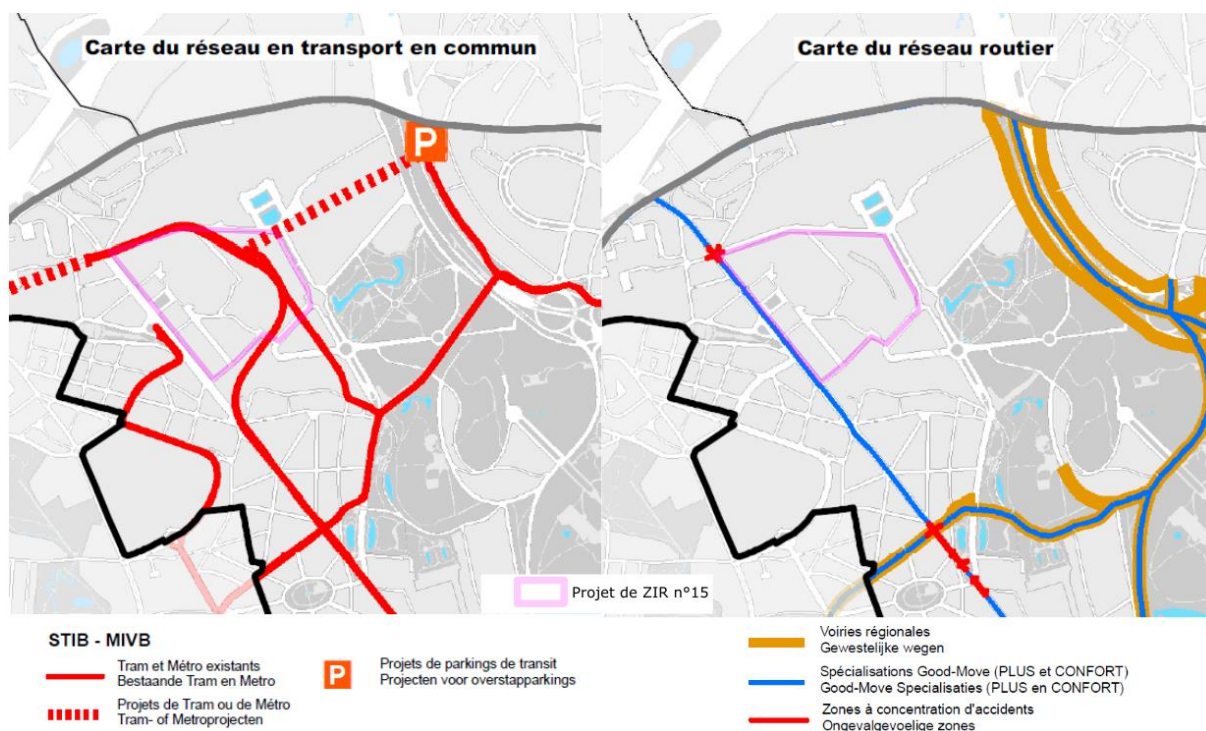 Carte du réseau en transport en commun
Carte du réseau routier
P
Projet de ZIR n°15
STIB - MIVB
Tram et Métro existants
Bestaande Tram en Metro
Projets de Tram ou de Métro
Tram- of Metroprojecten
P
Projets de parkings de transit
Projecten voor overstapparkings
Voiries régionales
Gewestelijke wegen
Spécialisations Good-Move (PLUS et CONFORT)
Good-Move Specialisaties (PLUS en CONFORT)
Zones à concentration d'accidents
Ongevalgevoelige zones